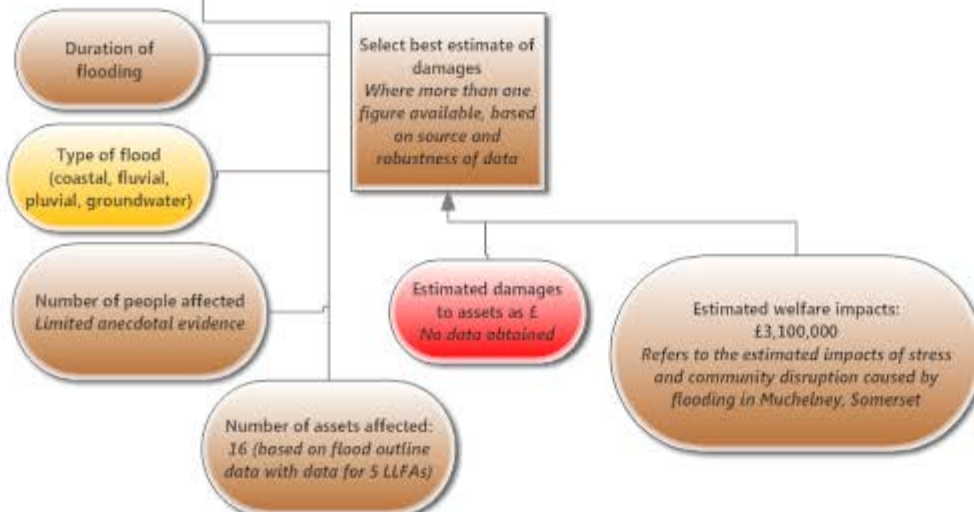 Duration of
flooding
Select best estimate of
damages
Where more than one
figure available, based
on source and
robustness of data
Type of flood
(coastal, fluvial,
pluvial, groundwater)
Number of people affected
Limited anecdotal evidence
Estimated damages
to assets as £
No data obtained
Estimated welfare impacts:
£3,100,000
Refers to the estimated impacts of stress
and community disruption caused by
flooding in Muchelney, Somerset
Number of assets affected:
16 (based on flood outline
data with data for 5 LLFAs)